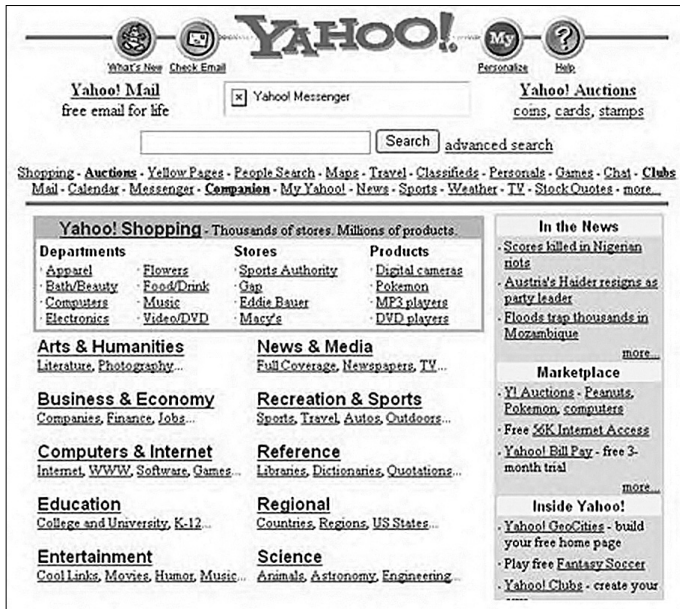 YAHOO!
My
?
What's New Check Email Personalize Help
Yahoo! Mail
free email for life
x Yahoo! Messenger
Yahoo! Auctions
coins, cards, stamps
Search advanced search
Shopping - Auctions - Yellow Pages - People Search - Maps - Travel - Classifieds - Personals - Games - Chat - Clubs
Mail - Calendar - Messenger - Companion - My Yahoo! - News - Sports - Weather - TV - Stock Quotes - more...
Yahoo! Shopping - Thousands of stores. Millions of products.
Departments Stores Products
· Apparel · Flowers · Sports Authority · Digital cameras
· Bath/Beauty · Food/Drink · Gap · Pokemon
· Computers · Music · Eddie Bauer · MP3 players
· Electronics · Video/DVD · Macy's · DVD players
Arts & Humanities
Literature, Photography...
News & Media
Full Coverage, Newspapers, TV...
Business & Economy
Companies, Finance, Jobs...
Recreation & Sports
Sports, Travel, Autos, Outdoors...
Computers & Internet
Internet, WWW, Software, Games...
Reference
Libraries, Dictionaries, Quotations...
Education
College and University, K-12...
Regional
Countries, Regions, US States...
Entertainment
Cool Links, Movies, Humor, Music...
Science
Animals, Astronomy, Engineering...
In the News
· Scores killed in Nigerian
riots
· Austria's Haider resigns as
party leader
· Floods trap thousands in
Mozambique
more...
Marketplace
· Y! Auctions - Peanuts,
Pokemon, computers
· Free 56K Internet Access
· Yahoo! Bill Pay - free 3-
month trial
more...
Inside Yahoo!
· Yahoo! GeoCities - build
your free home page
· Play free Fantasy Soccer
· Yahoo! Clubs - create your